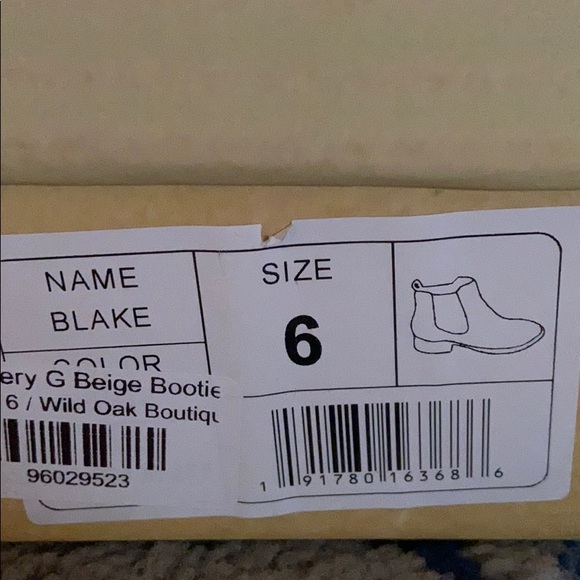 NAME
BLAKE
COLOR
SIZE
6
ery G Beige Bootie
6 / Wild Oak Boutiqu
96029523
1 91780 16368 6